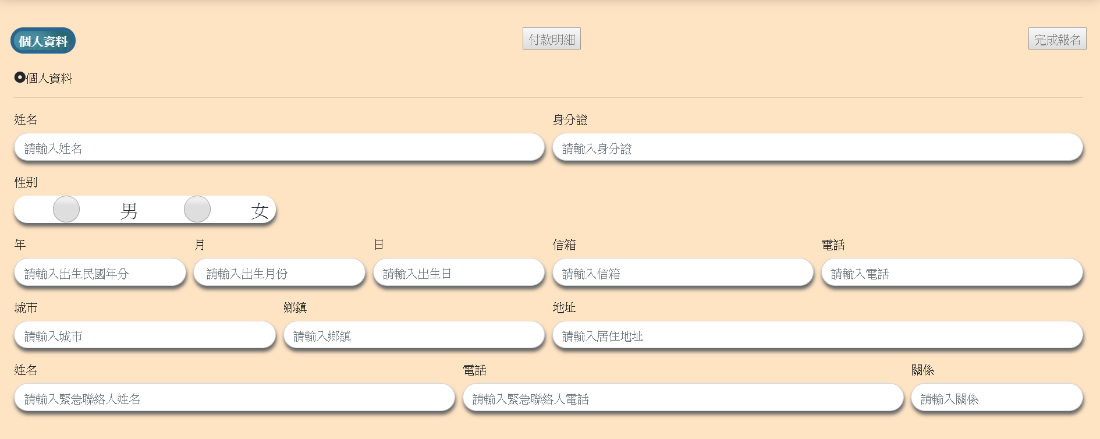 個人資料 付款明細 完成報名
個人資料
姓名 身分證
請輸入姓名 請輸入身分證
性別
男 女
年 月 日 信箱 電話
請輸入出生民國年分 請輸入出生月份 請輸入出生日 請輸入信箱 請輸入電話
城市 鄉鎮 地址
請輸入城市 請輸入鄉鎮 請輸入居住地址
姓名 電話 關係
請輸入緊急聯絡人姓名 請輸入緊急聯絡人電話 請輸入關係